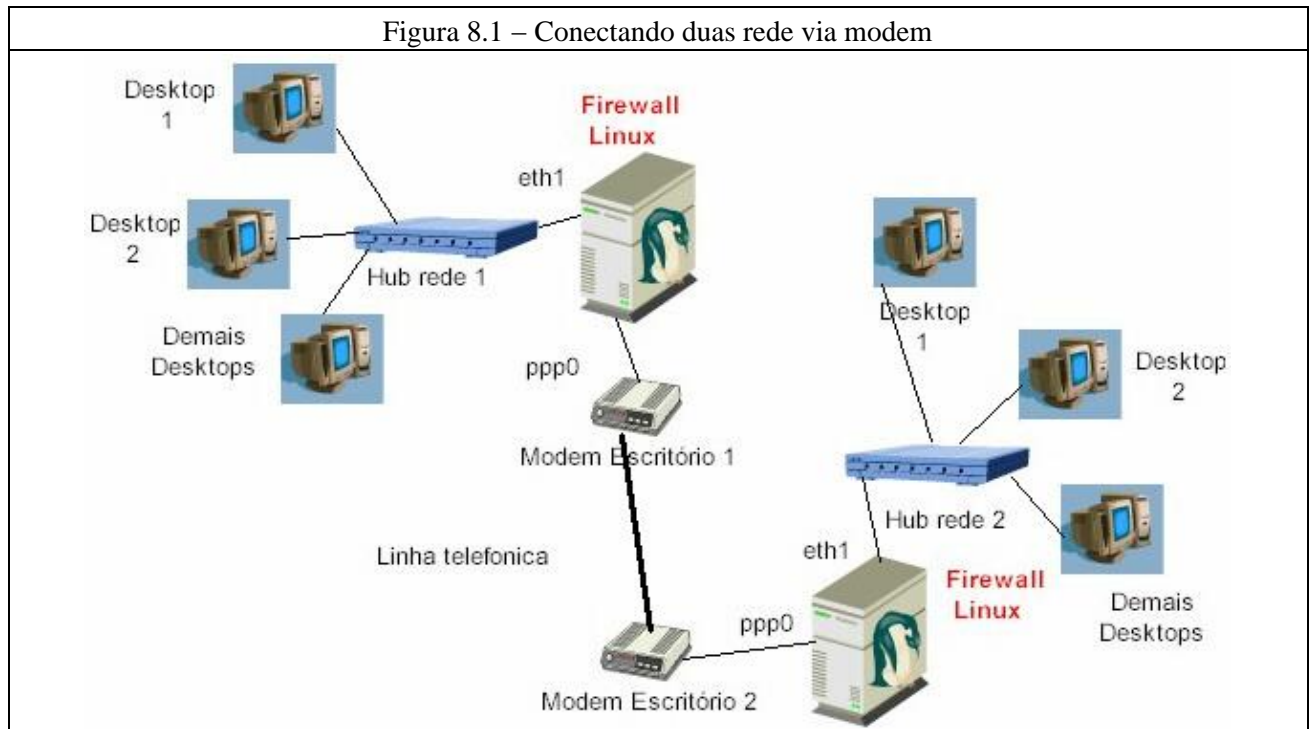 Figura 8.1 – Conectando duas rede via modem
Desktop
1
Firewall
Linux
eth1
Desktop
2
Hub rede 1
Demais
Desktops
ppp0
Modem Escritório 1
Desktop
1
Desktop
2
Hub rede 2
Linha telefonica
eth1
Firewall
Linux
Demais
Desktops
ppp0
Modem Escritório 2